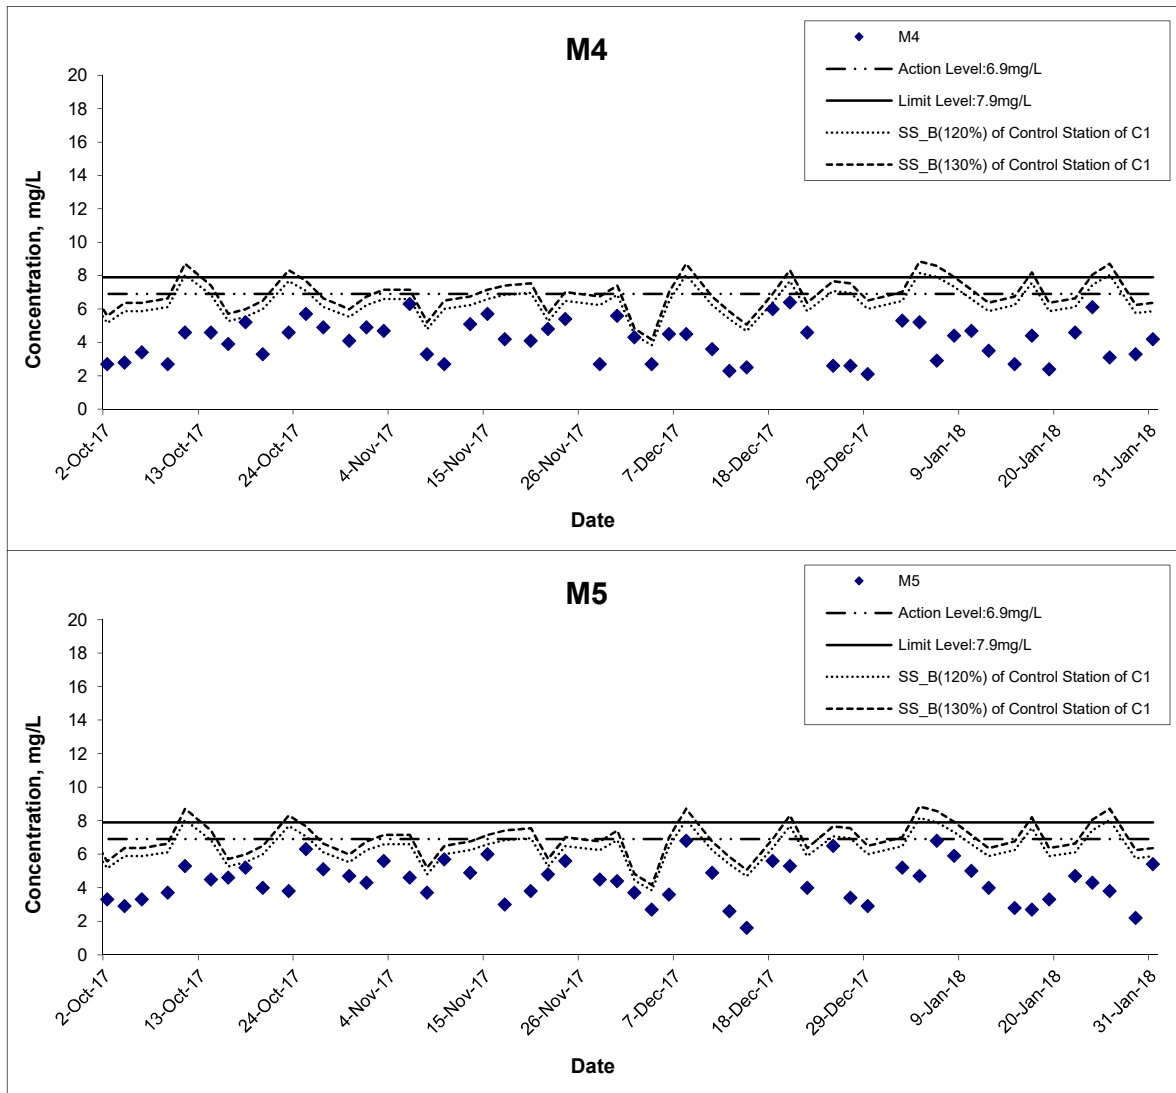 M4
M4
Action Level:6.9mg/L
Limit Level:7.9mg/L
SS_B(120%) of Control Station of C1
SS_B(130%) of Control Station of C1
Concentration, mg/L
20
18
16
14
12
10
8
6
4
2
0
2-Oct-17
13-Oct-17
24-Oct-17
4-Nov-17
15-Nov-17
26-Nov-17
7-Dec-17
18-Dec-17
29-Dec-17
9-Jan-18
20-Jan-18
31-Jan-18
Date
M5
M5
Action Level:6.9mg/L
Limit Level:7.9mg/L
SS_B(120%) of Control Station of C1
SS_B(130%) of Control Station of C1
Concentration, mg/L
20
18
16
14
12
10
8
6
4
2
0
2-Oct-17
13-Oct-17
24-Oct-17
4-Nov-17
15-Nov-17
26-Nov-17
7-Dec-17
18-Dec-17
29-Dec-17
9-Jan-18
20-Jan-18
31-Jan-18
Date